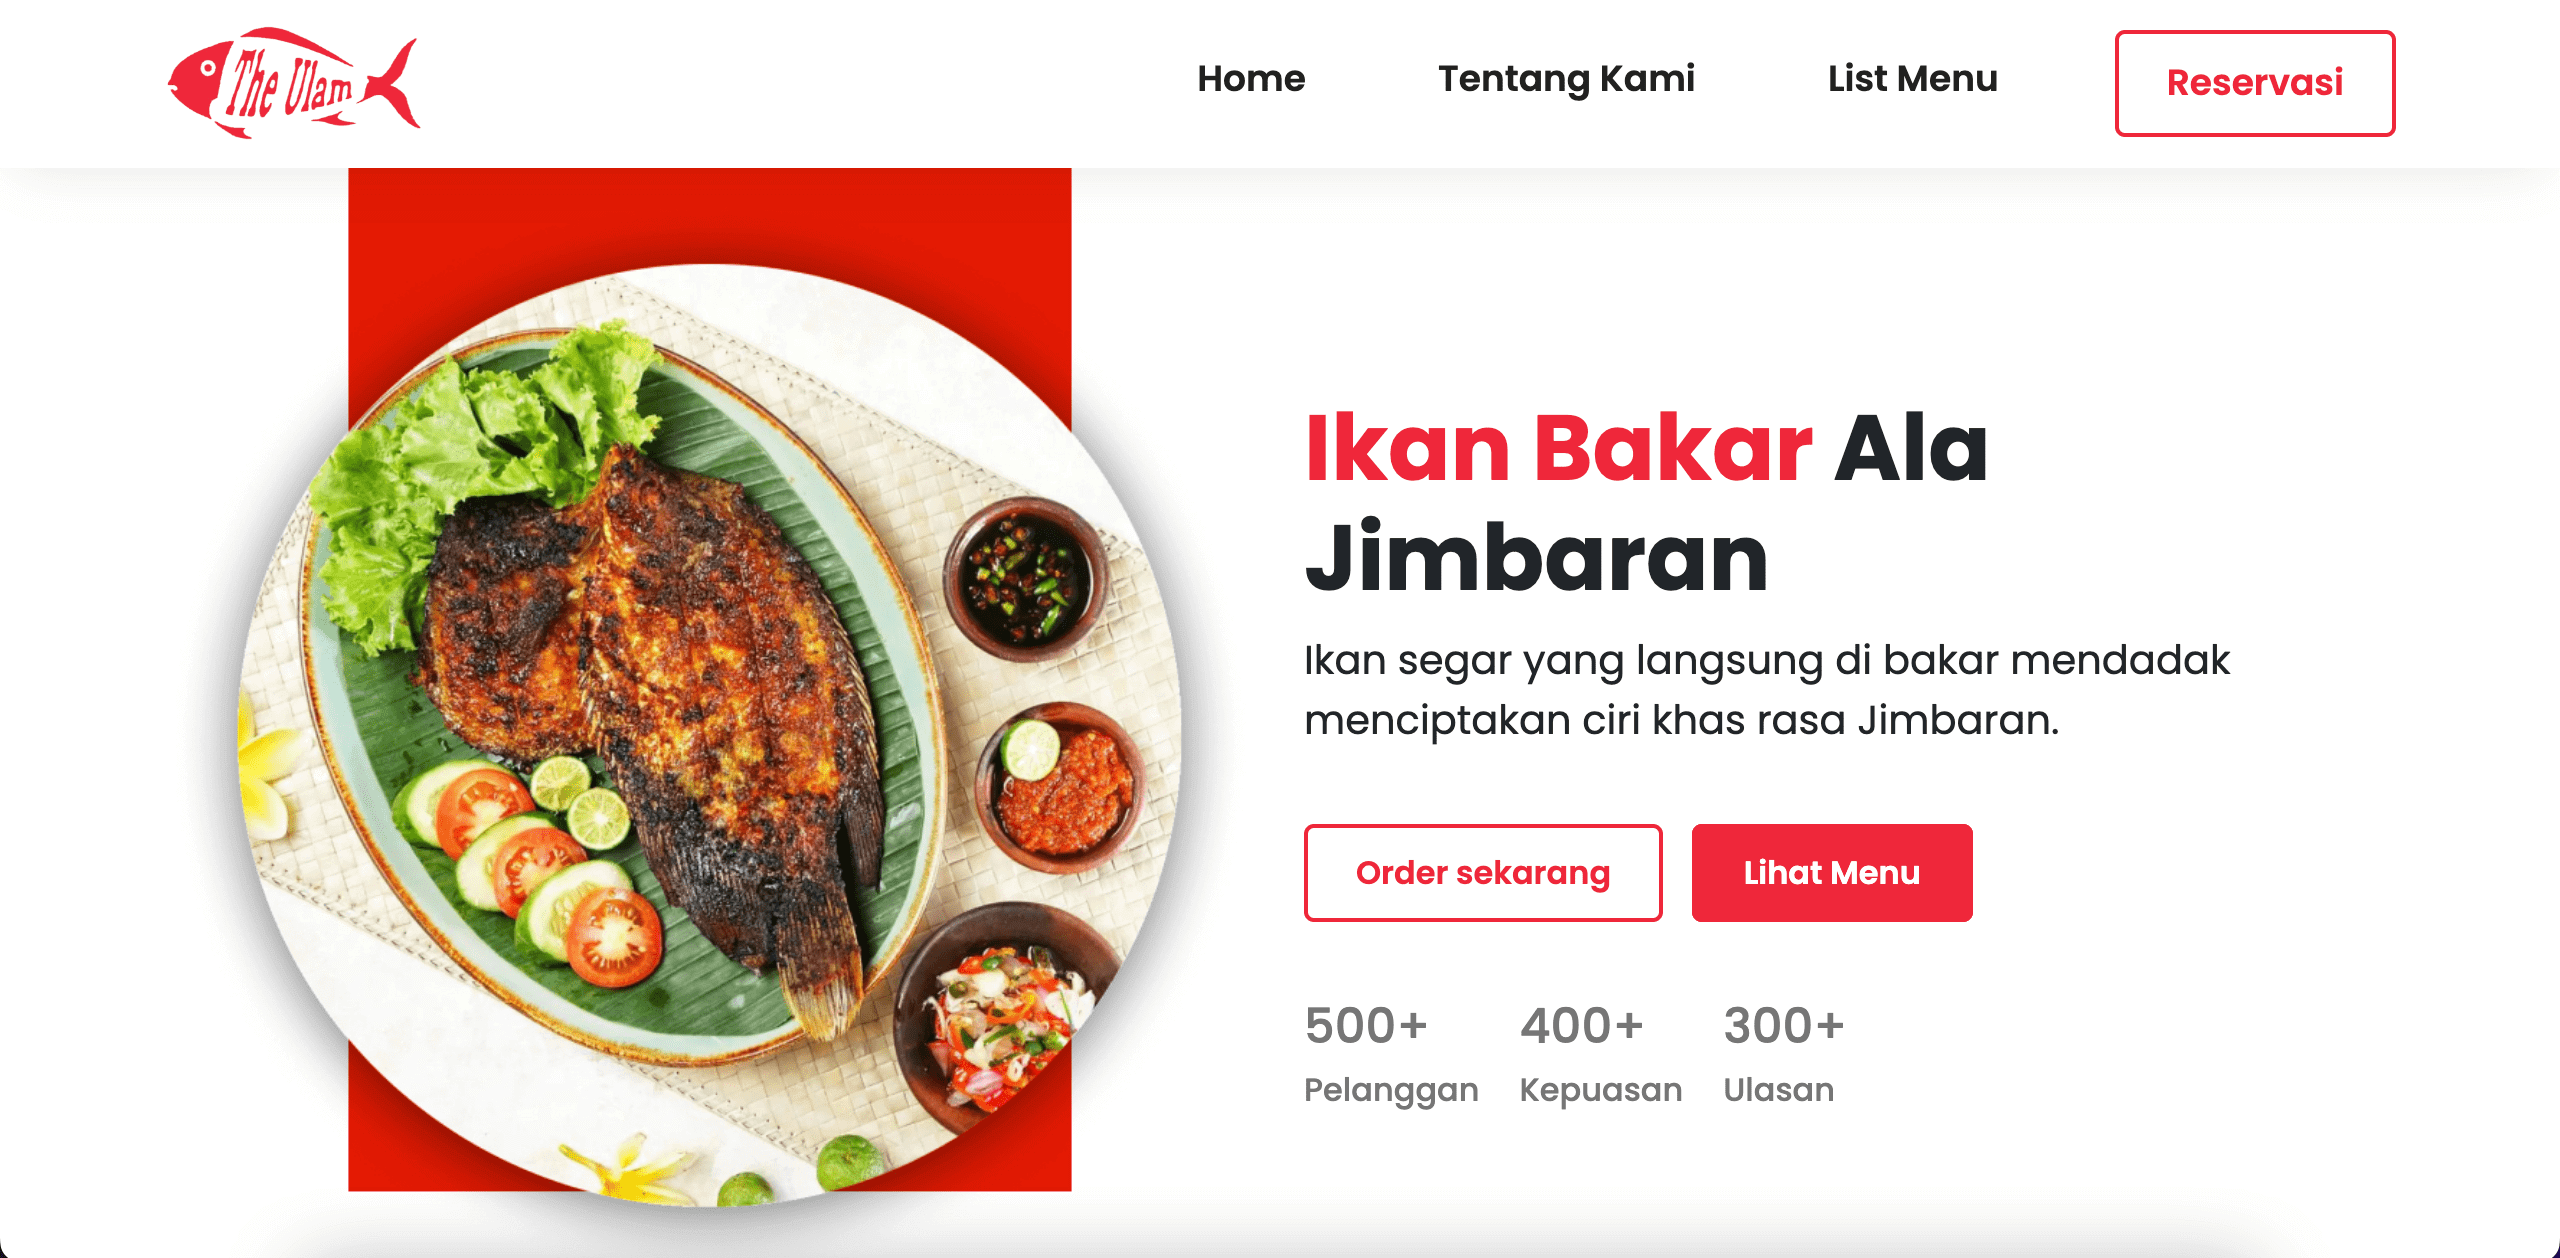 The Ulam
Home
Tentang Kami
List Menu
Reservasi
Ikan Bakar Ala
Jimbaran
Ikan segar yang langsung di bakar mendadak
menciptakan ciri khas rasa Jimbaran.
Order sekarang
Lihat Menu
500+
Pelanggan
400+
Kepuasan
300+
Ulasan